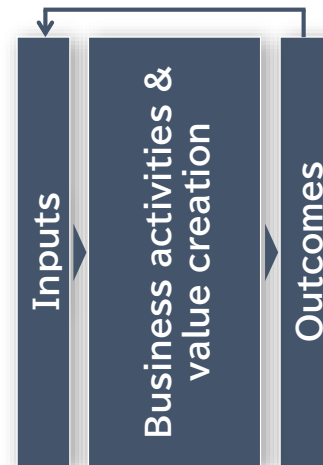 Inputs
Business activities &
value creation
Outcomes